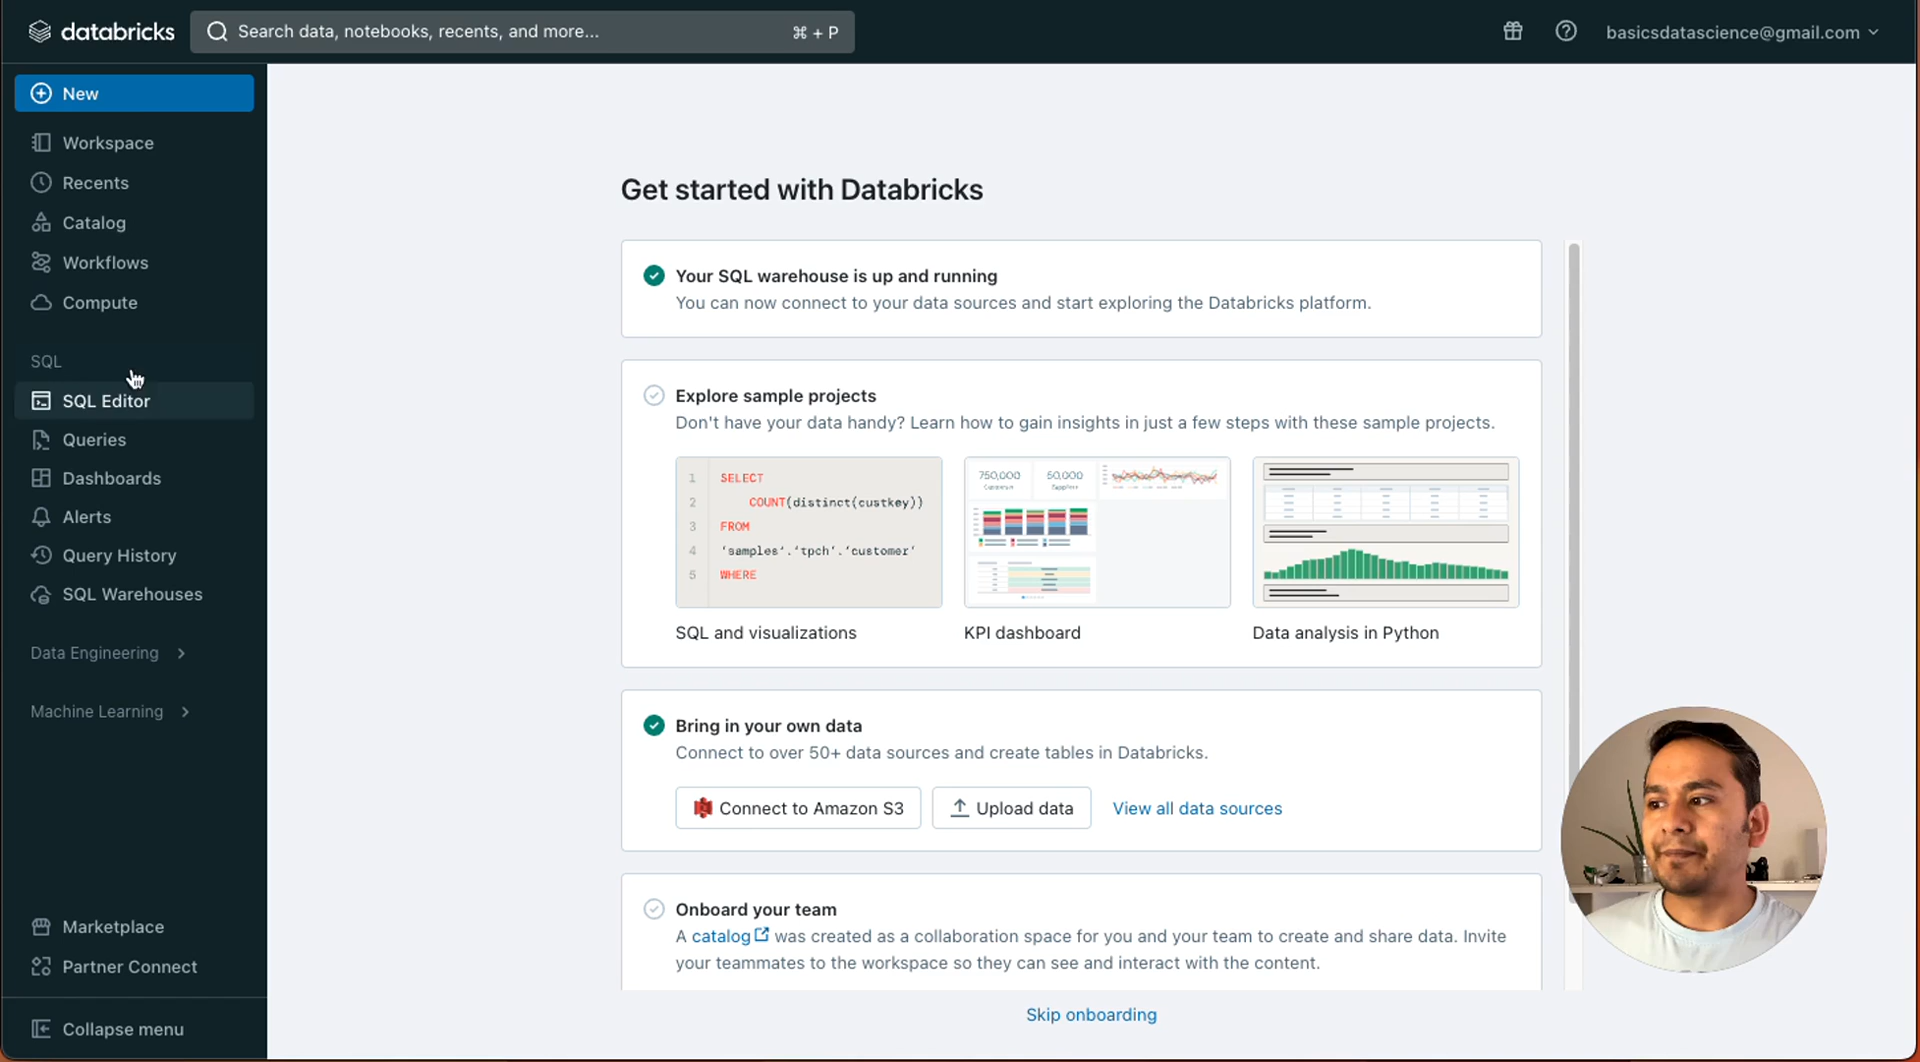 databricks
Search data, notebooks, recents, and more...
⌘ + P
basicsdatascience@gmail.com
New
Workspace
Recents
Catalog
Workflows
Compute
SQL
SQL Editor
Queries
Dashboards
Alerts
Query History
SQL Warehouses
Data Engineering
Machine Learning
Marketplace
Partner Connect
Collapse menu
Get started with Databricks
Your SQL warehouse is up and running
You can now connect to your data sources and start exploring the Databricks platform.
Explore sample projects
Don't have your data handy? Learn how to gain insights in just a few steps with these sample projects.
1 SELECT
2 COUNT(distinct(custkey))
3 FROM
4 'samples'.'tpch'.'customer'
5 WHERE
750,000
50,000
SQL and visualizations
KPI dashboard
Data analysis in Python
Bring in your own data
Connect to over 50+ data sources and create tables in Databricks.
Connect to Amazon S3
Upload data
View all data sources
Onboard your team
A catalog was created as a collaboration space for you and your team to create and share data. Invite
your teammates to the workspace so they can see and interact with the content.
Skip onboarding